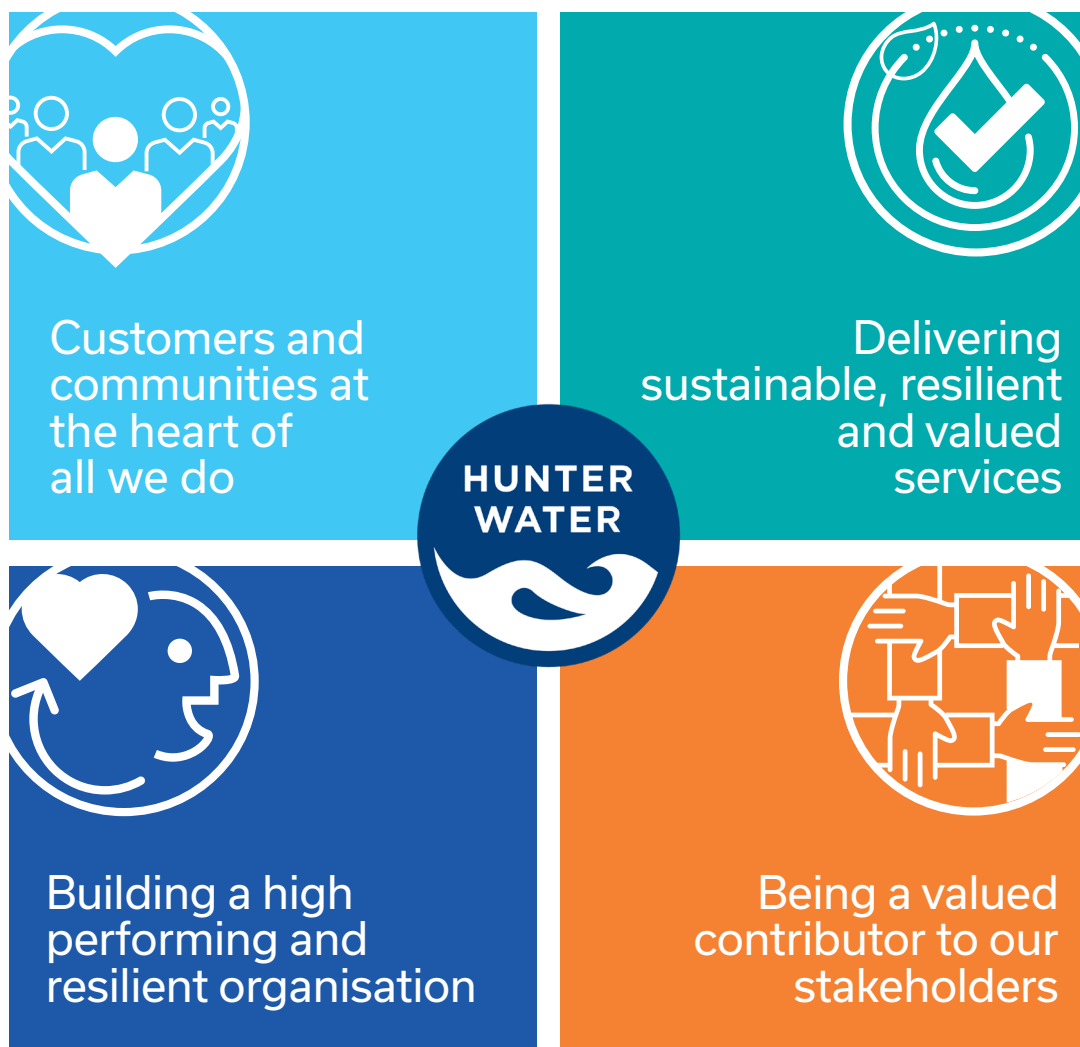 Customers and
communities at
the heart of
all we do
Delivering
sustainable, resilient
and valued
services
HUNTER
WATER
Building a high
performing and
resilient organisation
Being a valued
contributor to our
stakeholders